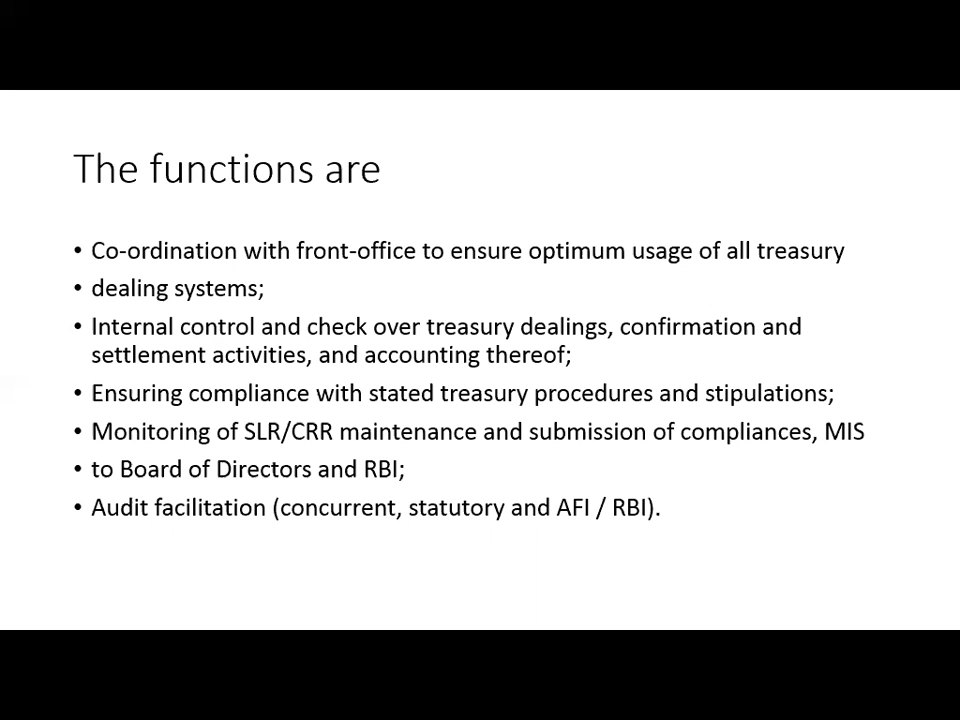 The functions are
• Co-ordination with front-office to ensure optimum usage of all treasury
• dealing systems;
• Internal control and check over treasury dealings, confirmation and
settlement activities, and accounting thereof;
• Ensuring compliance with stated treasury procedures and stipulations;
• Monitoring of SLR/CRR maintenance and submission of compliances, MIS
• to Board of Directors and RBI;
• Audit facilitation (concurrent, statutory and AFI / RBI).